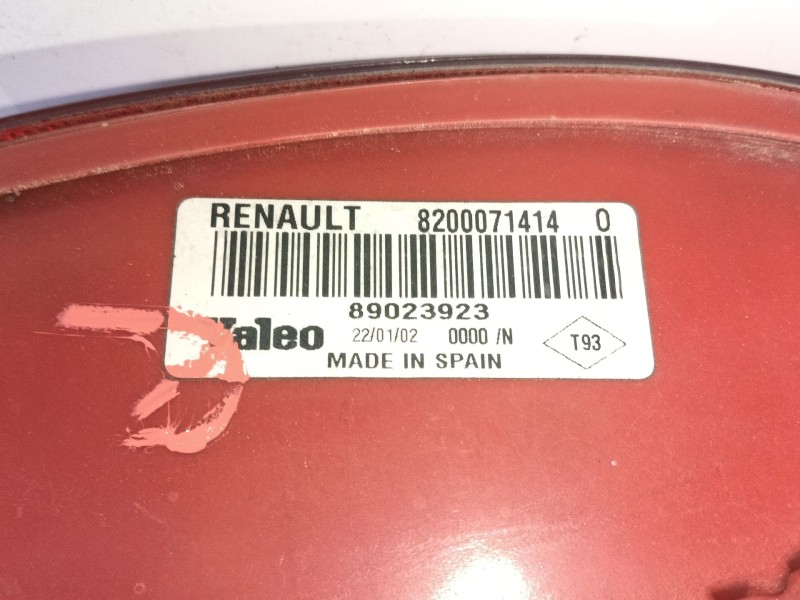 RENAULT 8200071414 0
89023923
Valeo 22/01/02 0000 /N T93
MADE IN SPAIN